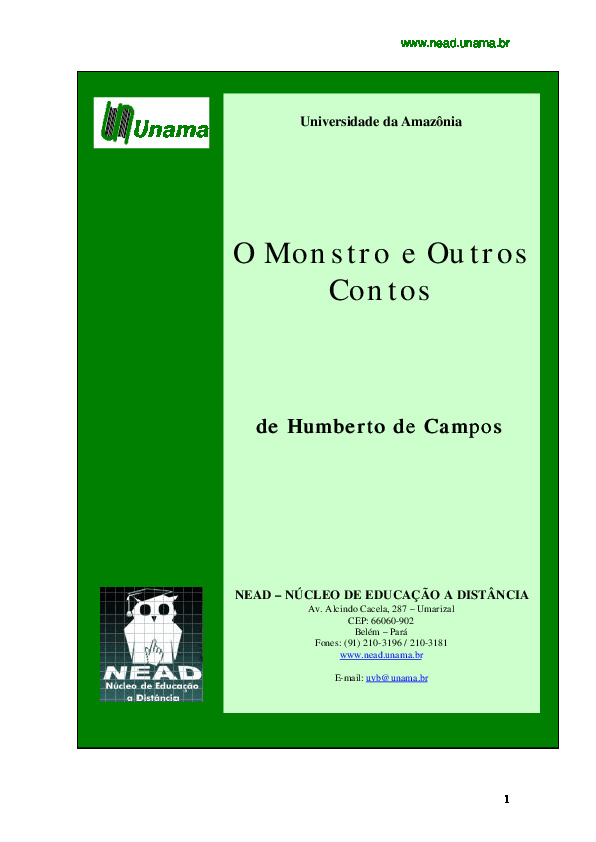 www.nead.unama.br
Unama
Universidade da Amazônia
O Monstro e Outros
Contos
de Humberto de Campos
NEAD – NÚCLEO DE EDUCAÇÃO A DISTÂNCIA
Av. Alcindo Cacela, 287 – Umarizal
CEP: 66060-902
Belém – Pará
Fones: (91) 210-3196 / 210-3181
www.nead.unama.br
E-mail: uvb@unama.br
NEAD
Núcleo de Educação
a Distância
1